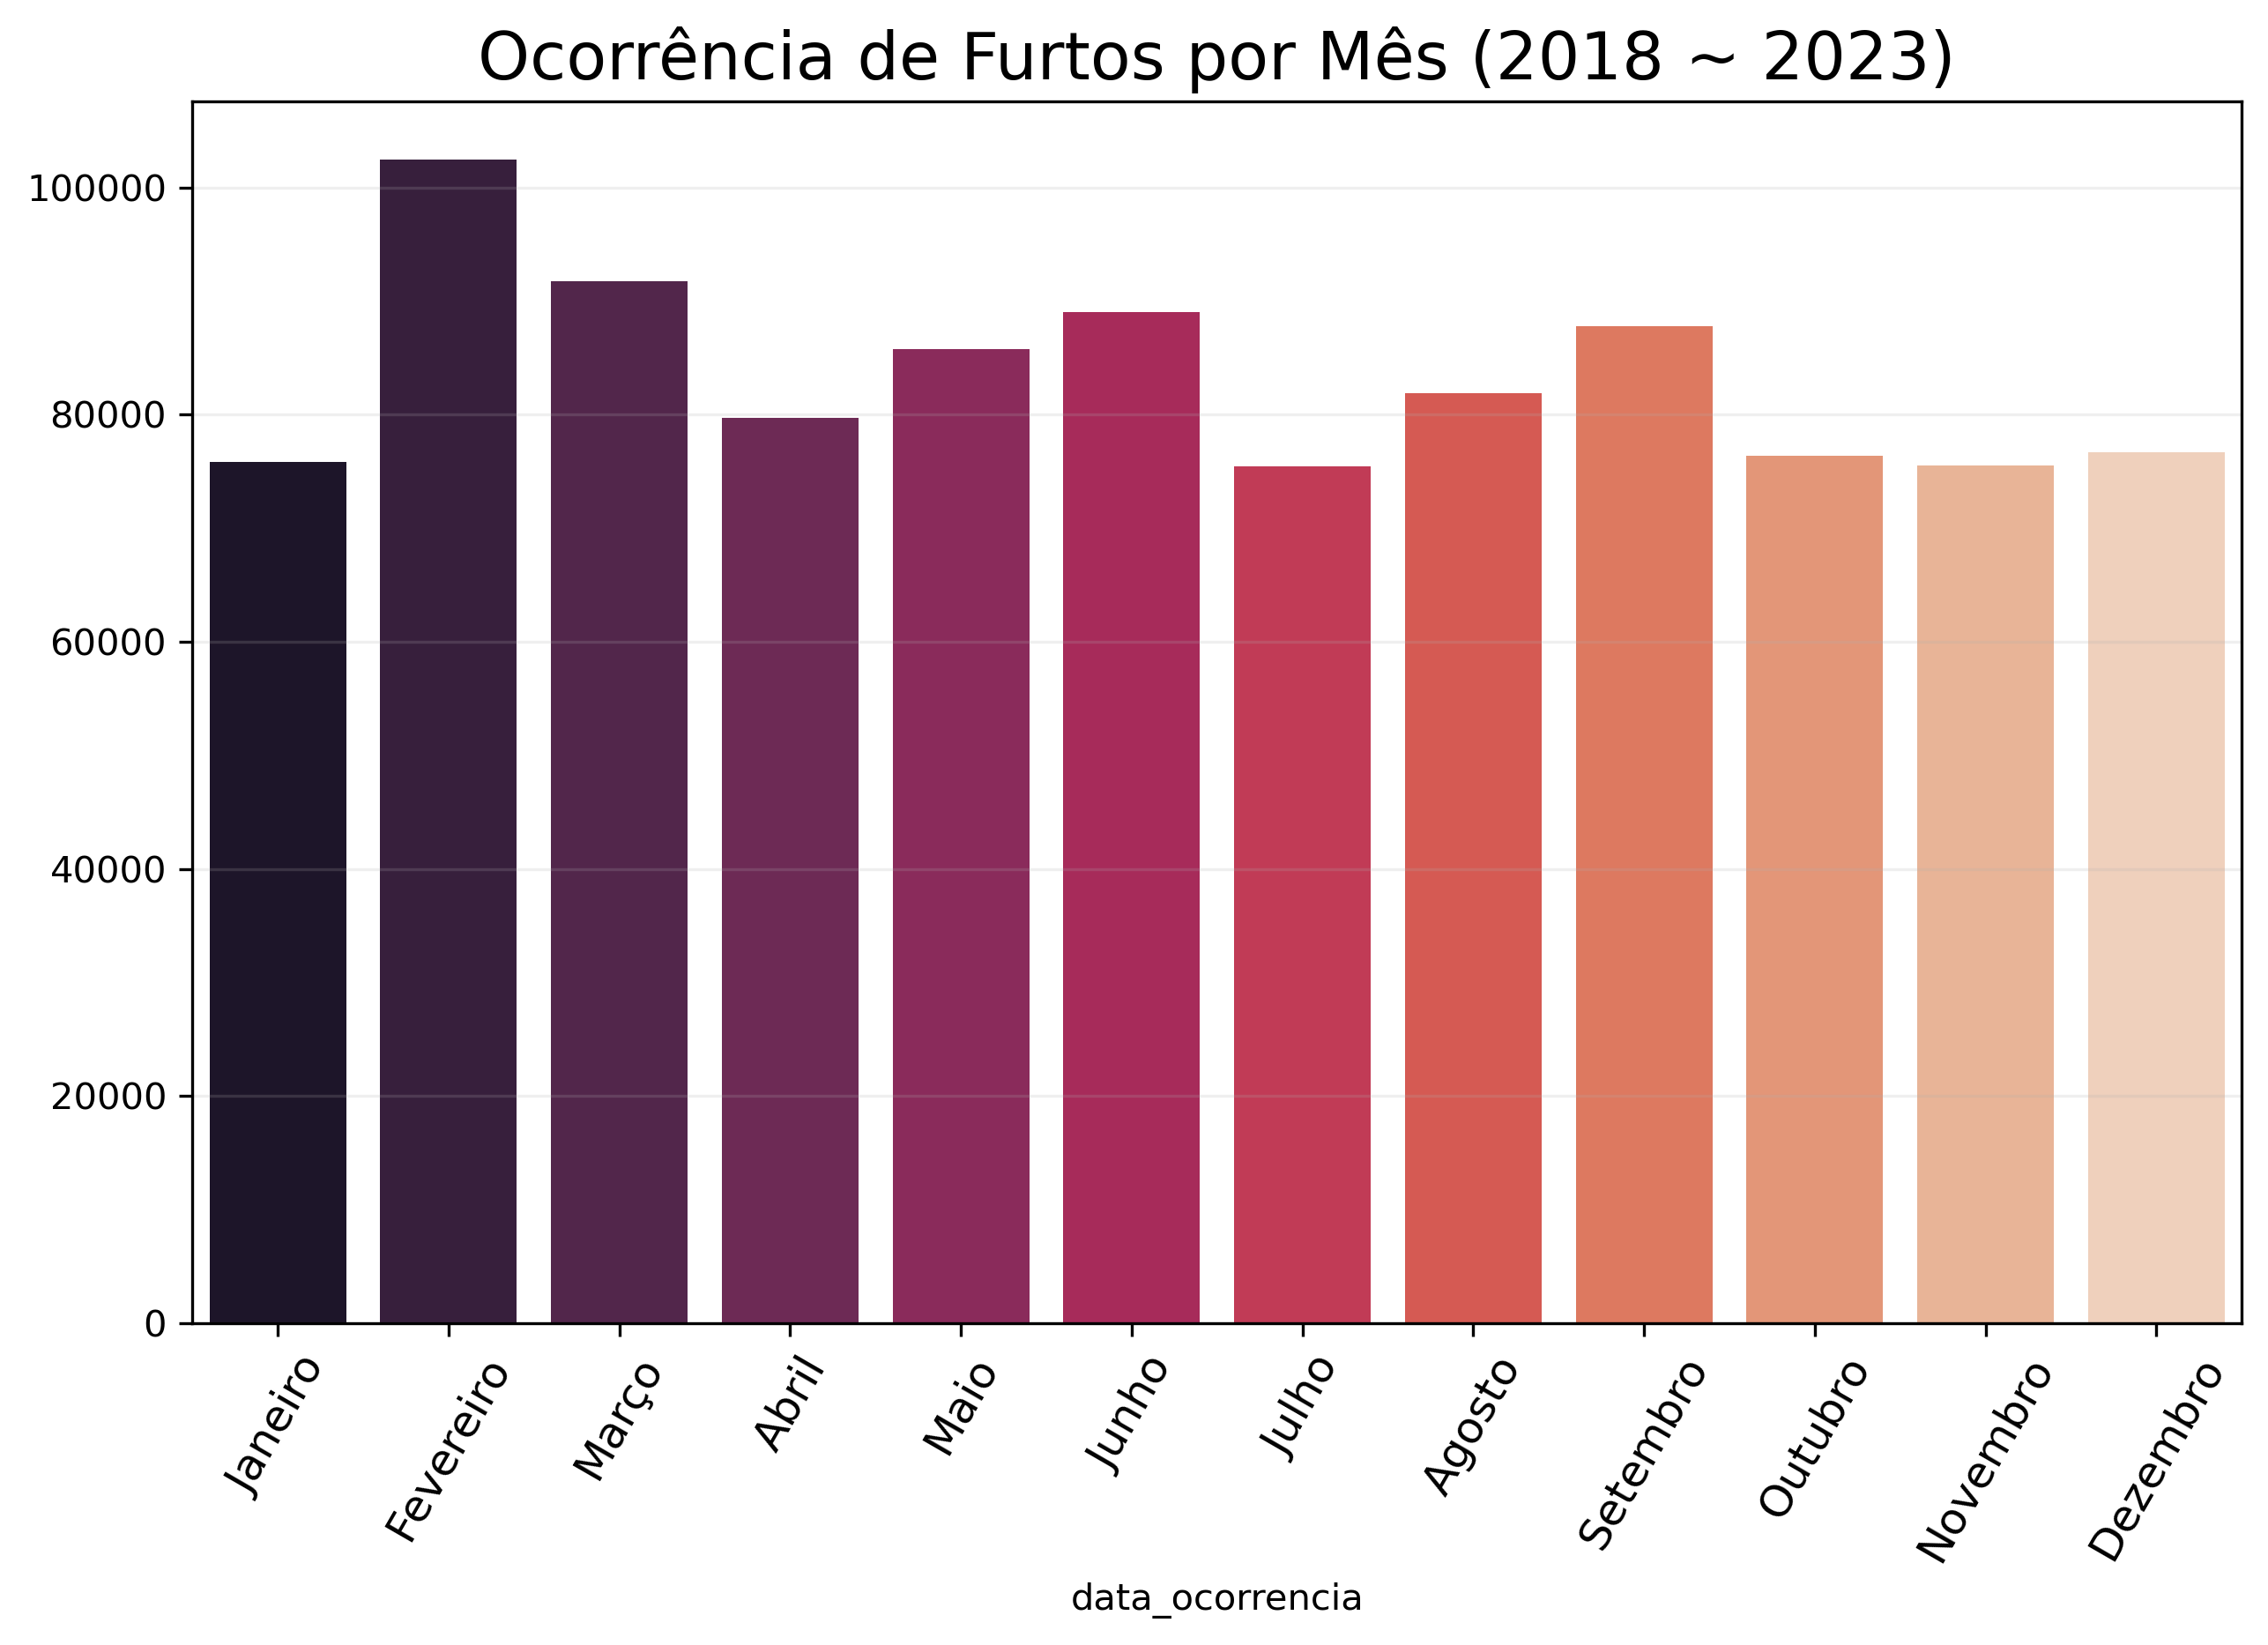 Ocorrência de Furtos por Mês (2018 ~ 2023)
100000
80000
60000
40000
20000
0
Janeiro
Fevereiro
Março
Abril
Maio
Junho
Julho
Agosto
Setembro
Outubro
Novembro
Dezembro
data_ocorrencia